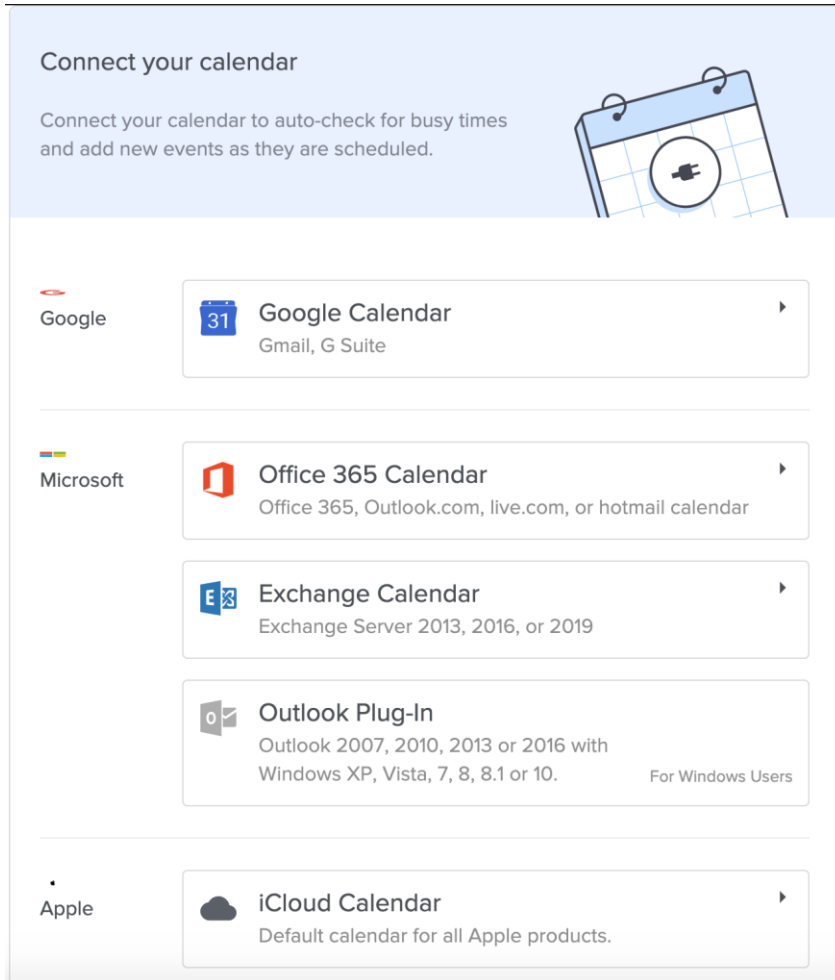 Connect your calendar
Connect your calendar to auto-check for busy times
and add new events as they are scheduled.
Google
31
Google Calendar
Gmail, G Suite
Microsoft
Office 365 Calendar
Office 365, Outlook.com, live.com, or hotmail calendar
E
Exchange Calendar
Exchange Server 2013, 2016, or 2019
O
Outlook Plug-In
Outlook 2007, 2010, 2013 or 2016 with
Windows XP, Vista, 7, 8, 8.1 or 10.
For Windows Users
Apple
iCloud Calendar
Default calendar for all Apple products.